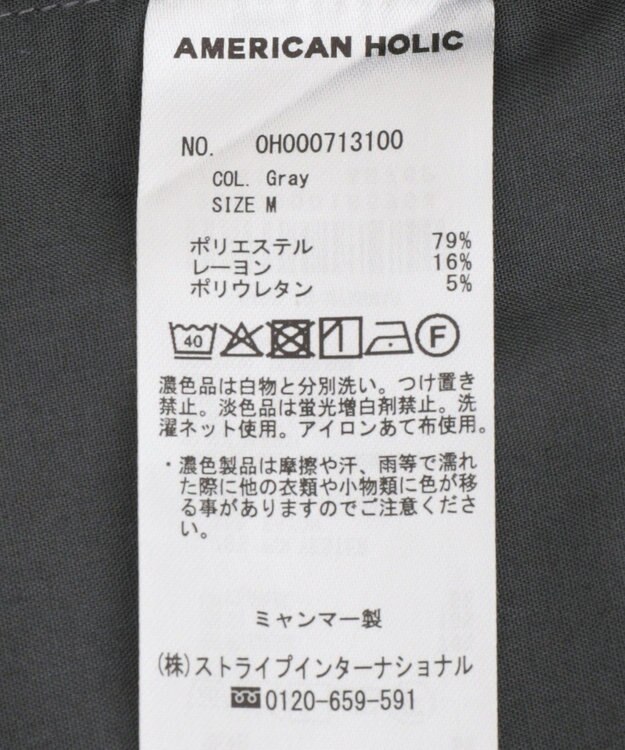 AMERICAN HOLIC
NO. OH000713100
COL. Gray
SIZE M
ポリエステル 79%
レーヨン 16%
ポリウレタン 5%
40 F
濃色品は白物と分別洗い。つけ置き
禁止。淡色品は蛍光増白剤禁止。洗
濯ネット使用。アイロンあて布使用。
・濃色製品は摩擦や汗、雨等で濡れ
た際に他の衣類や小物類に色が移
る事がありますのでご注意くださ
い。
ミャンマー製
(株)ストライプインターナショナル
0120-659-591